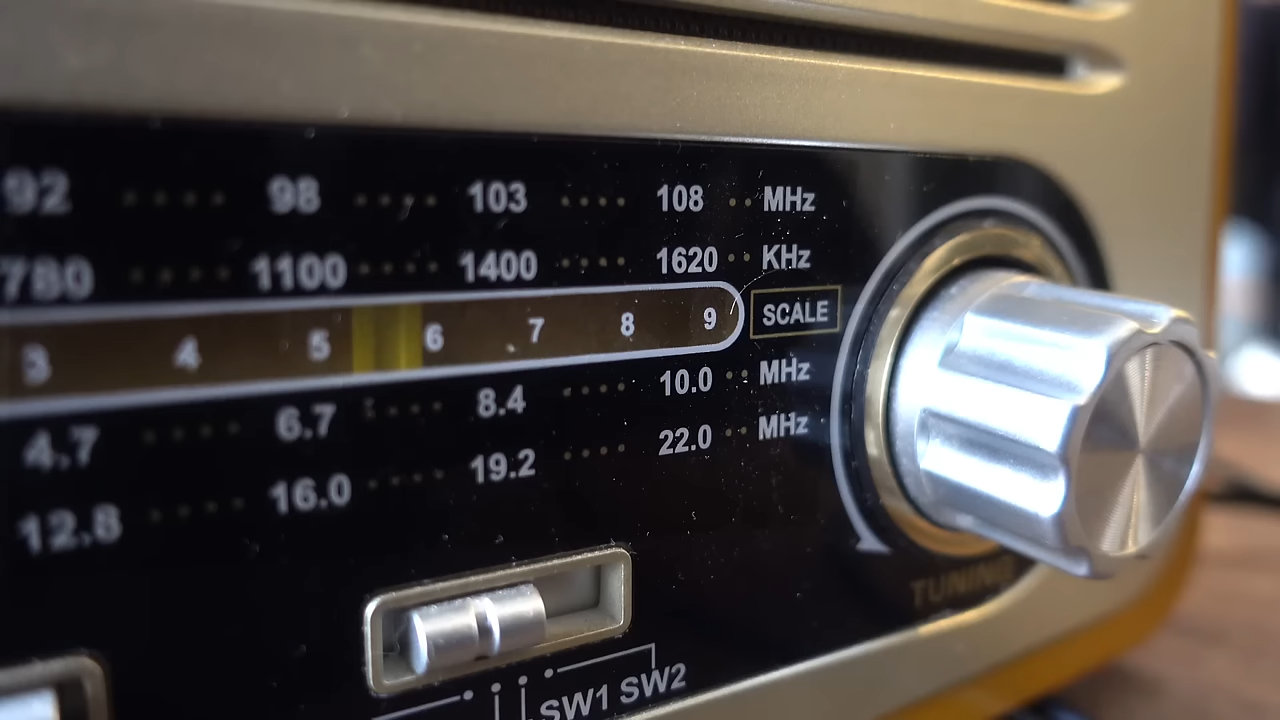 92 98 103 108 MHz
780 1100 1400 1620 KHz
3 4 5 6 7 8 9 SCALE
4.7 6.7 8.4 10.0 MHz
12.8 16.0 19.2 22.0 MHz
TUNING
SW1 SW2